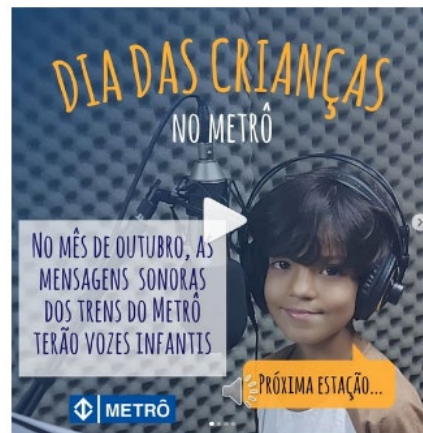 DIA DAS CRIANÇAS
NO METRÔ
NO MÊS DE OUTUBRO, AS
MENSAGENS SONORAS
DOS TRENS DO METRÔ
TERÃO VOZES INFANTIS
PRÓXIMA ESTAÇÃO...
METRÔ